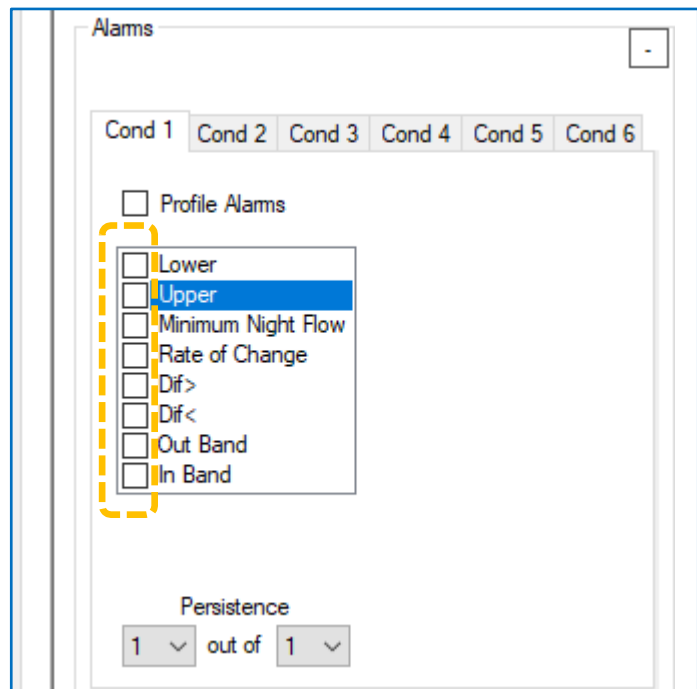 Alarms
-
Cond 1 Cond 2 Cond 3 Cond 4 Cond 5 Cond 6
Profile Alarms
Lower
Upper
Minimum Night Flow
Rate of Change
Dif>
Dif<
Out Band
In Band
Persistence
1 out of 1